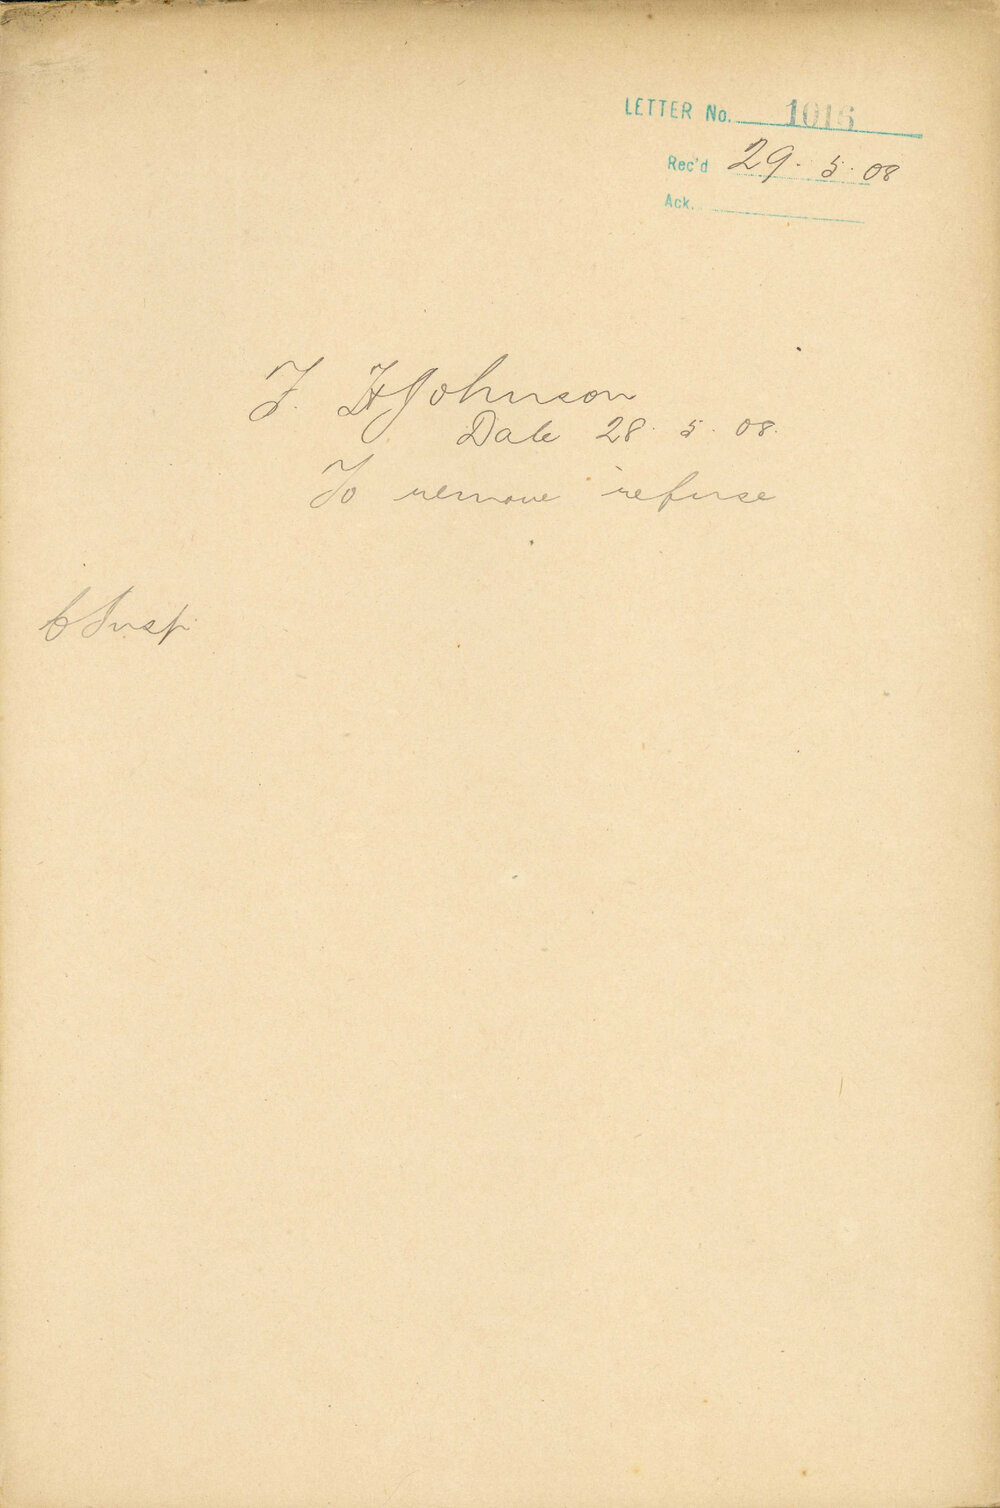 LETTER No. 1016
Rec'd 29. 5. 08
Ack.
F. H Johnson
Date 28. 5. 08.
To remove refuse
C Insp.